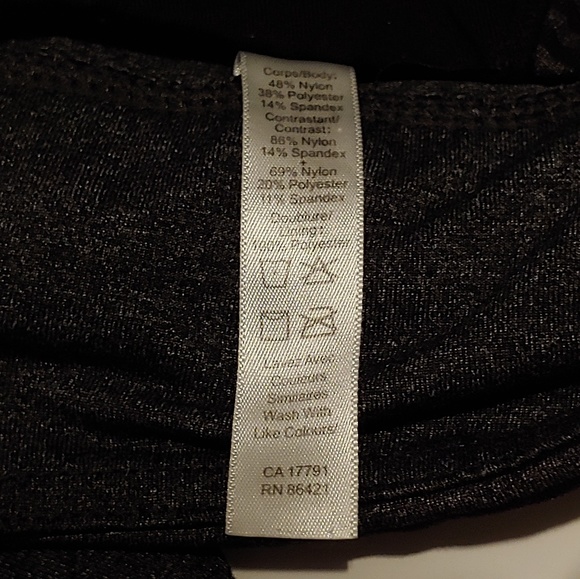 Corps/Body:
48% Nylon
38% Polyester
14% Spandex
Contrastant/
Contrast:
86% Nylon
14% Spandex
+
69% Nylon
20% Polyester
11% Spandex
Doublure/
Lining:
100% Polyester
Lavez Avec
Couleurs
Similaires
Wash With
Like Colours/
CA 17791
RN 86421